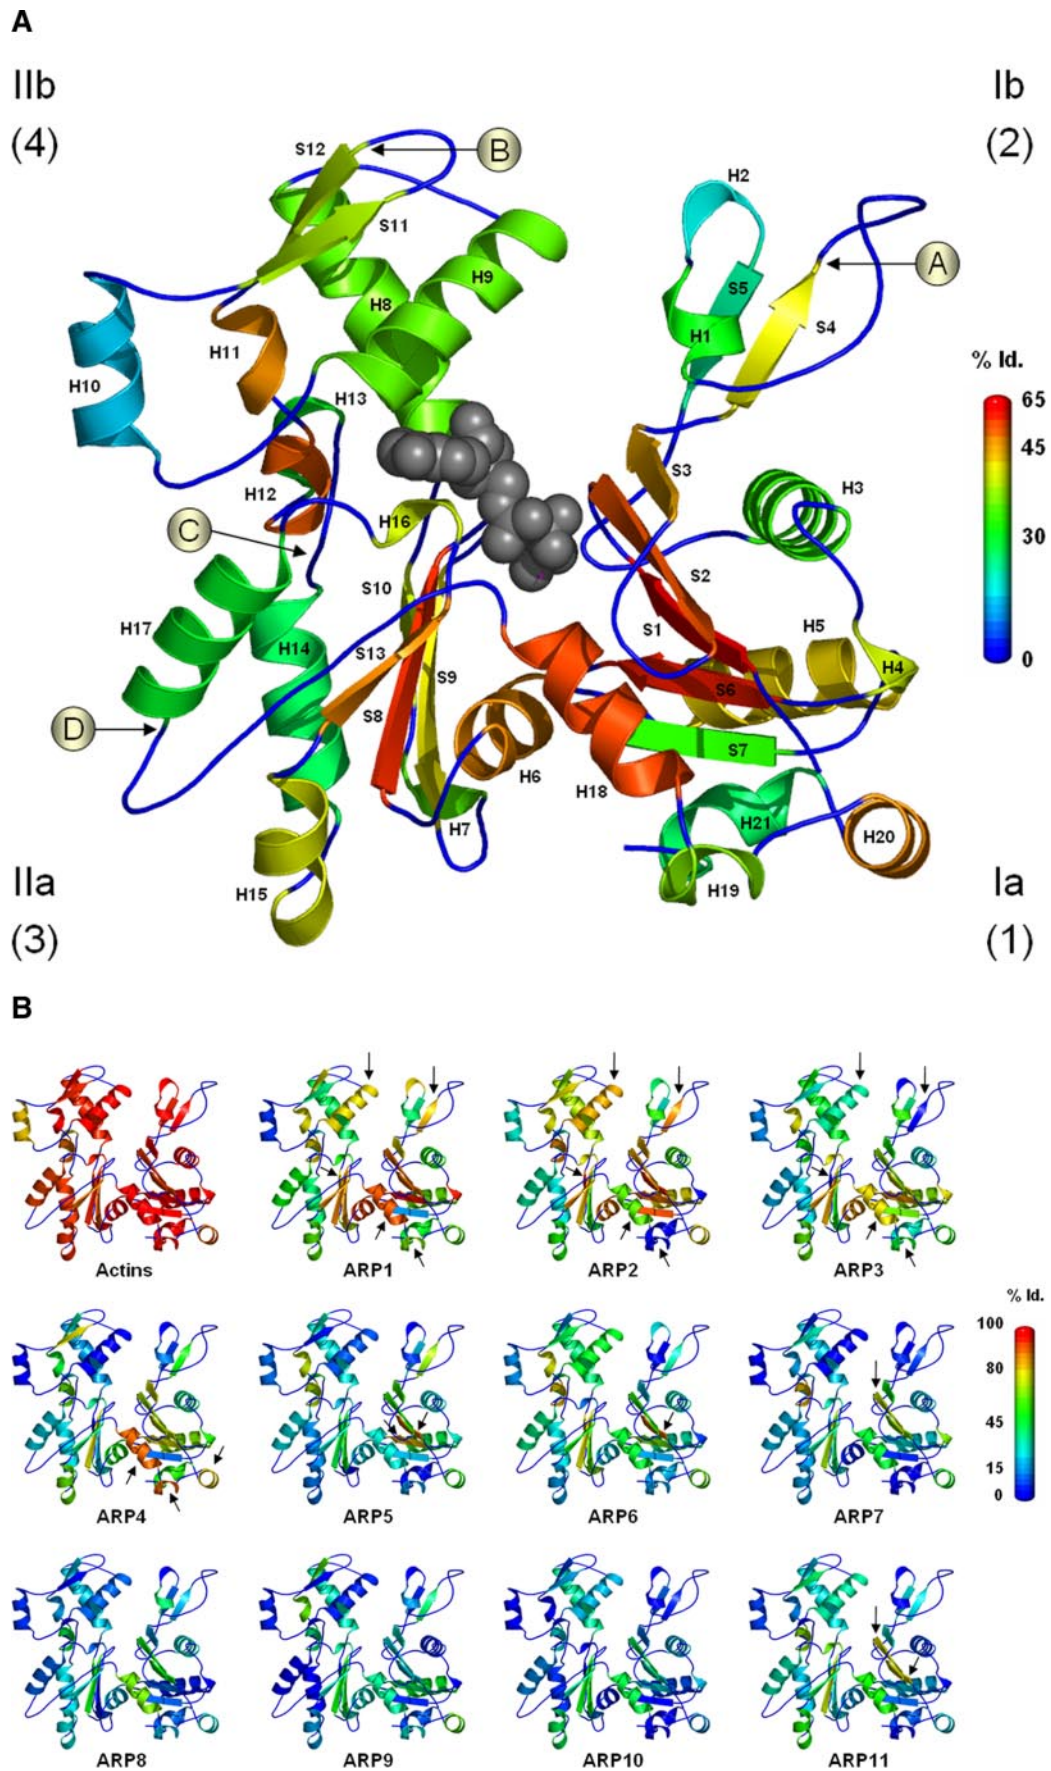 A
IIb
(4)
Ib
(2)
S12
B
H2
S11
A
H9
S5
H8
S4
H1
H11
% Id.
H10
65
H13
45
S3
H3
H12
H16
30
C
S2
S10
S1
H5
H17
H14
S13
H4
0
S9
S6
D
S8
S7
H6
H18
H7
H21
H20
IIa
H15
H19
Ia
(3)
(1)
B
Actins
ARP1
ARP2
ARP3
% Id.
100
80
45
15
0
ARP4
ARP5
ARP6
ARP7
ARP8
ARP9
ARP10
ARP11